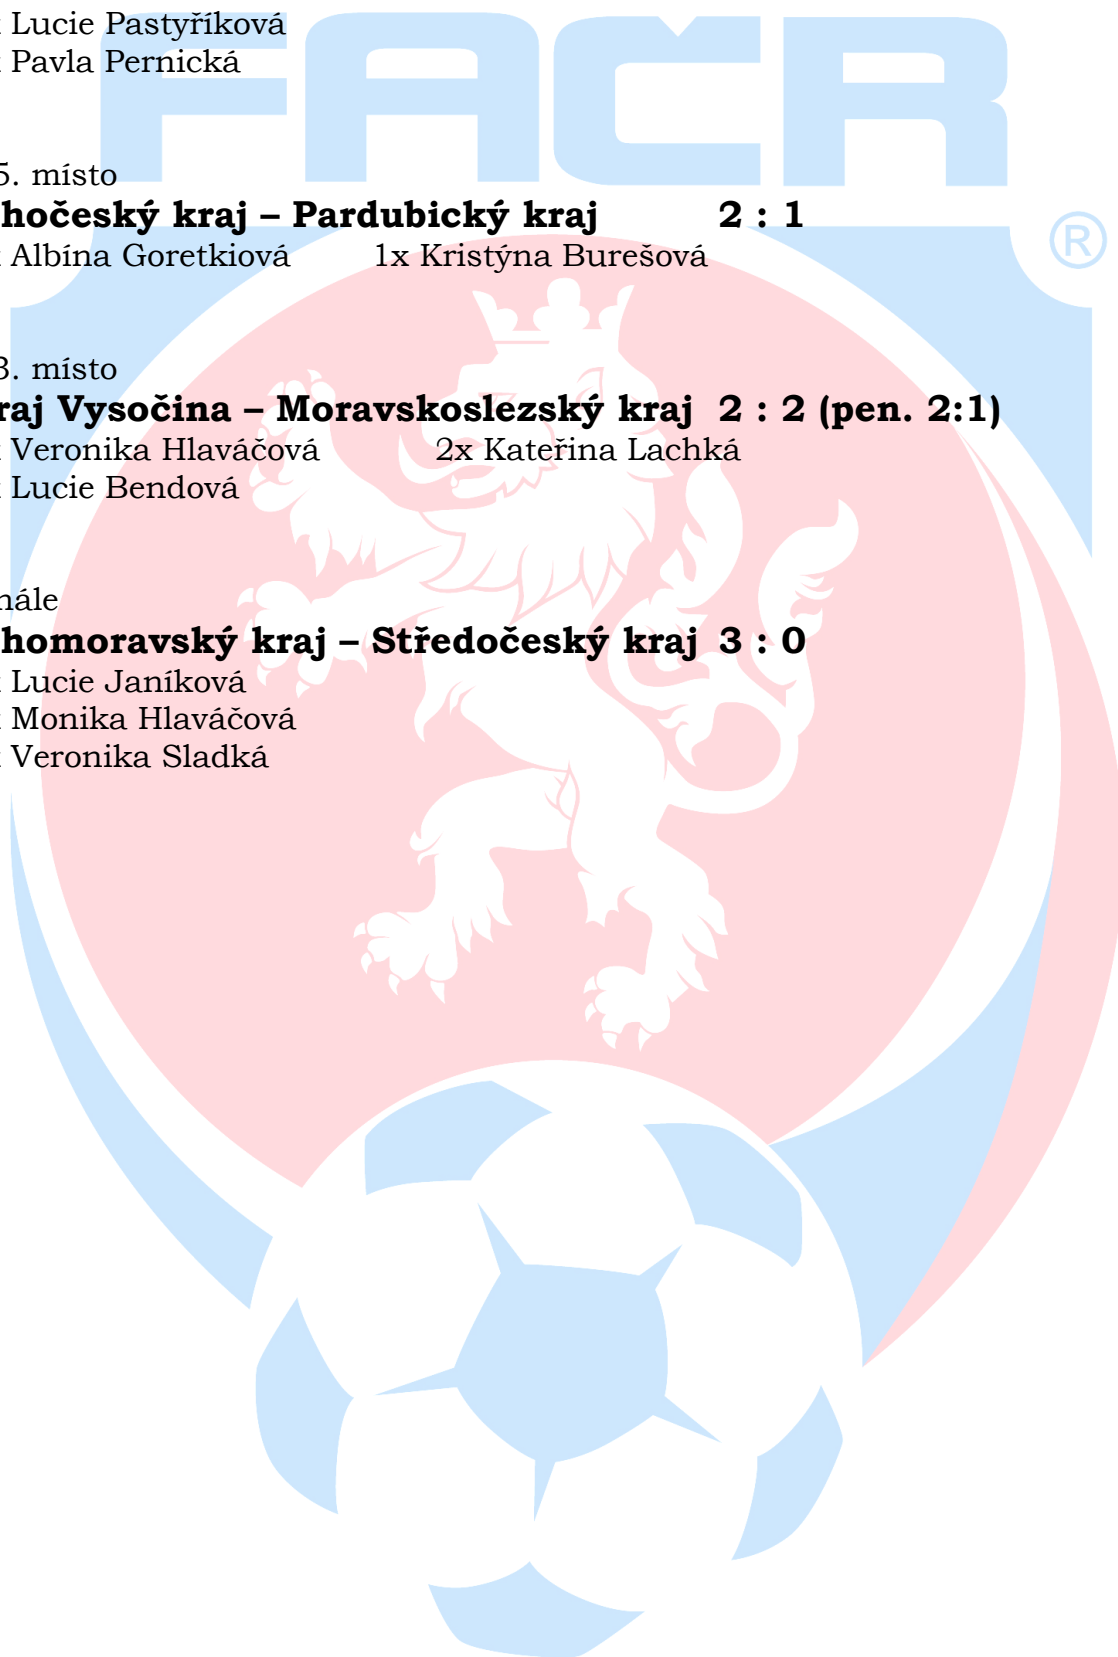 Lucie Pastyříková
Pavla Pernická
FAČR
5. místo
hočeský kraj – Pardubický kraj 2 : 1
Albína Goretkiová 1x Kristýna Burešová
®
3. místo
raj Vysočina – Moravskoslezský kraj 2 : 2 (pen. 2:1)
Veronika Hlaváčová 2x Kateřina Lachká
Lucie Bendová
nále
homoravský kraj – Středočeský kraj 3 : 0
Lucie Janíková
Monika Hlaváčová
Veronika Sladká